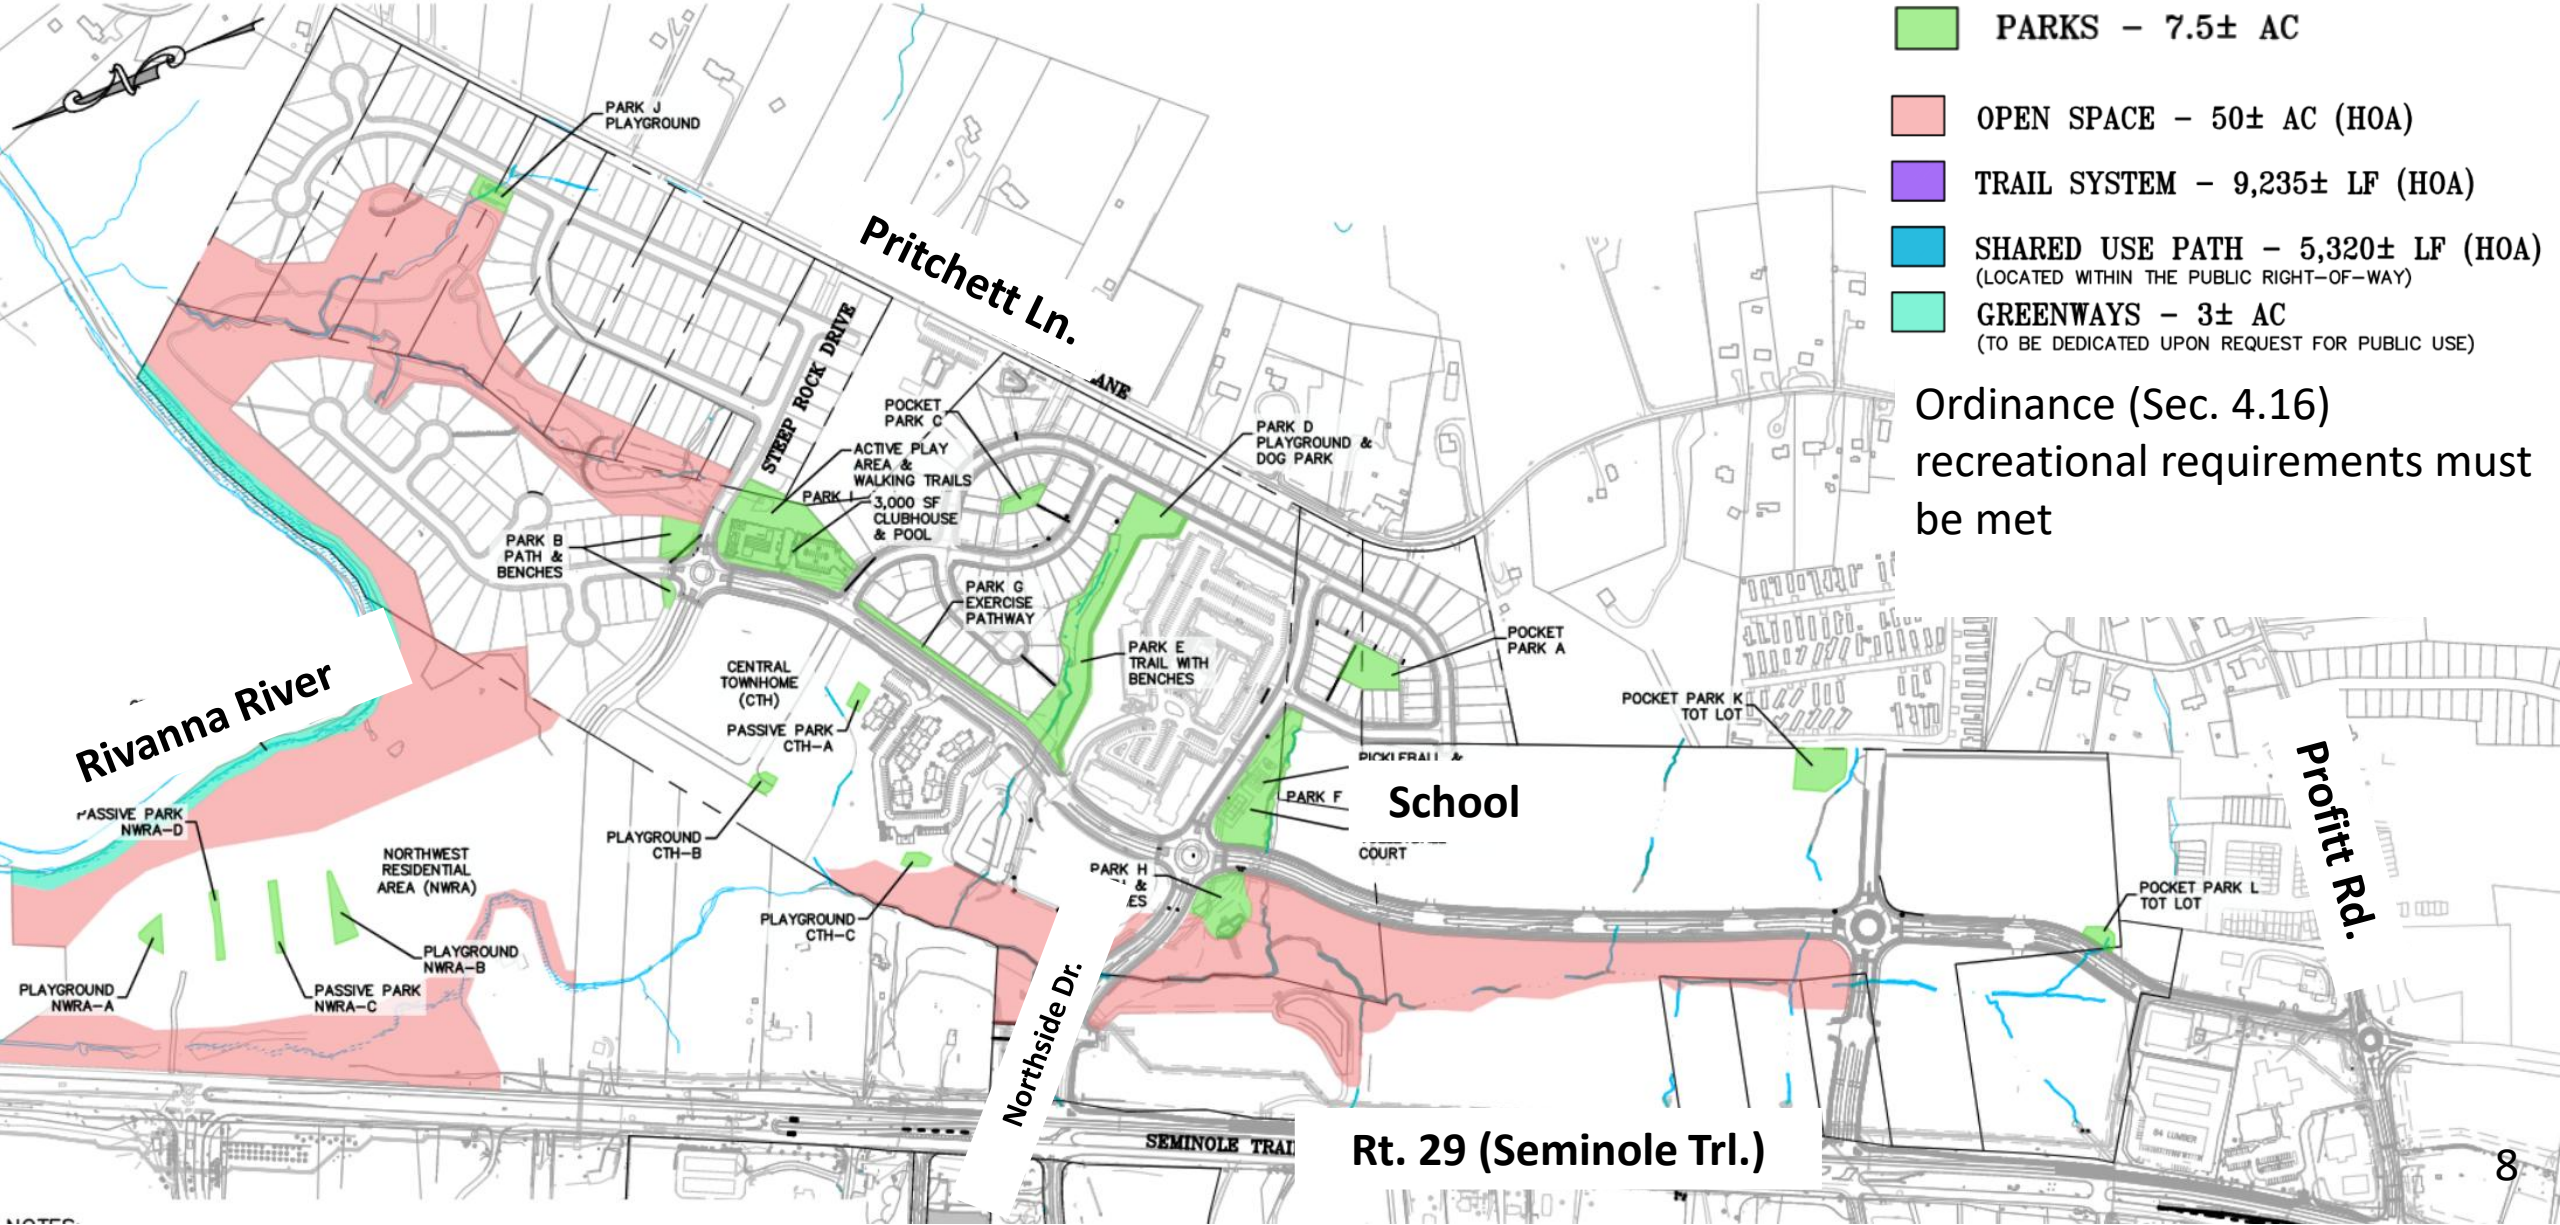 PARKS – 7.5± AC
OPEN SPACE – 50± AC (HOA)
TRAIL SYSTEM – 9,235± LF (HOA)
SHARED USE PATH – 5,320± LF (HOA)
(LOCATED WITHIN THE PUBLIC RIGHT–OF–WAY)
GREENWAYS – 3± AC
(TO BE DEDICATED UPON REQUEST FOR PUBLIC USE)
Ordinance (Sec. 4.16)
recreational requirements must
be met
N
PARK J
PLAYGROUND
Pritchett Ln.
STEEP ROCK DRIVE
POCKET
PARK C
ACTIVE PLAY
AREA &
WALKING TRAILS
PARK I
3,000 SF
CLUBHOUSE
& POOL
PARK D
PLAYGROUND &
DOG PARK
PARK B
PATH &
BENCHES
PARK G
EXERCISE
PATHWAY
PARK E
TRAIL WITH
BENCHES
POCKET
PARK A
CENTRAL
TOWNHOME
(CTH)
PASSIVE PARK
CTH–A
Rivanna River
POCKET PARK K
TOT LOT
Profitt Rd.
PICKLEBALL &
PARK F
School
COURT
PASSIVE PARK
NWRA–D
PLAYGROUND
CTH–B
NORTHWEST
RESIDENTIAL
AREA (NWRA)
PARK H
&
POCKET PARK L
TOT LOT
PLAYGROUND
CTH–C
PLAYGROUND
NWRA–B
PLAYGROUND
NWRA–A
PASSIVE PARK
NWRA–C
Northside Dr.
SEMINOLE TRAI
Rt. 29 (Seminole Trl.)
84 LUMBER
8
NOTES: